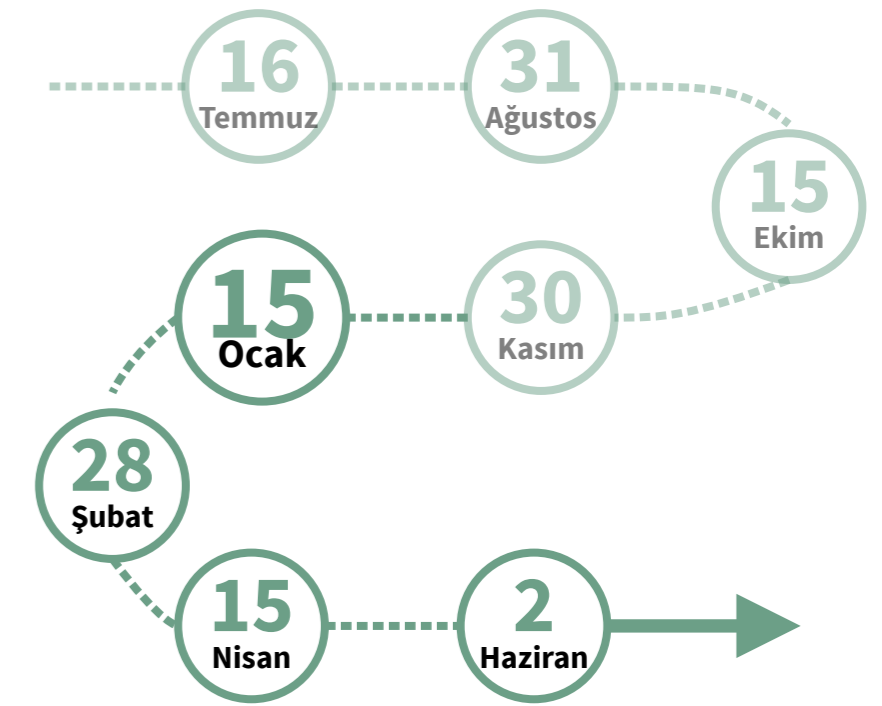 16
Temmuz
31
Ağustos
15
Ekim
30
Kasım
15
Ocak
28
Şubat
15
Nisan
2
Haziran